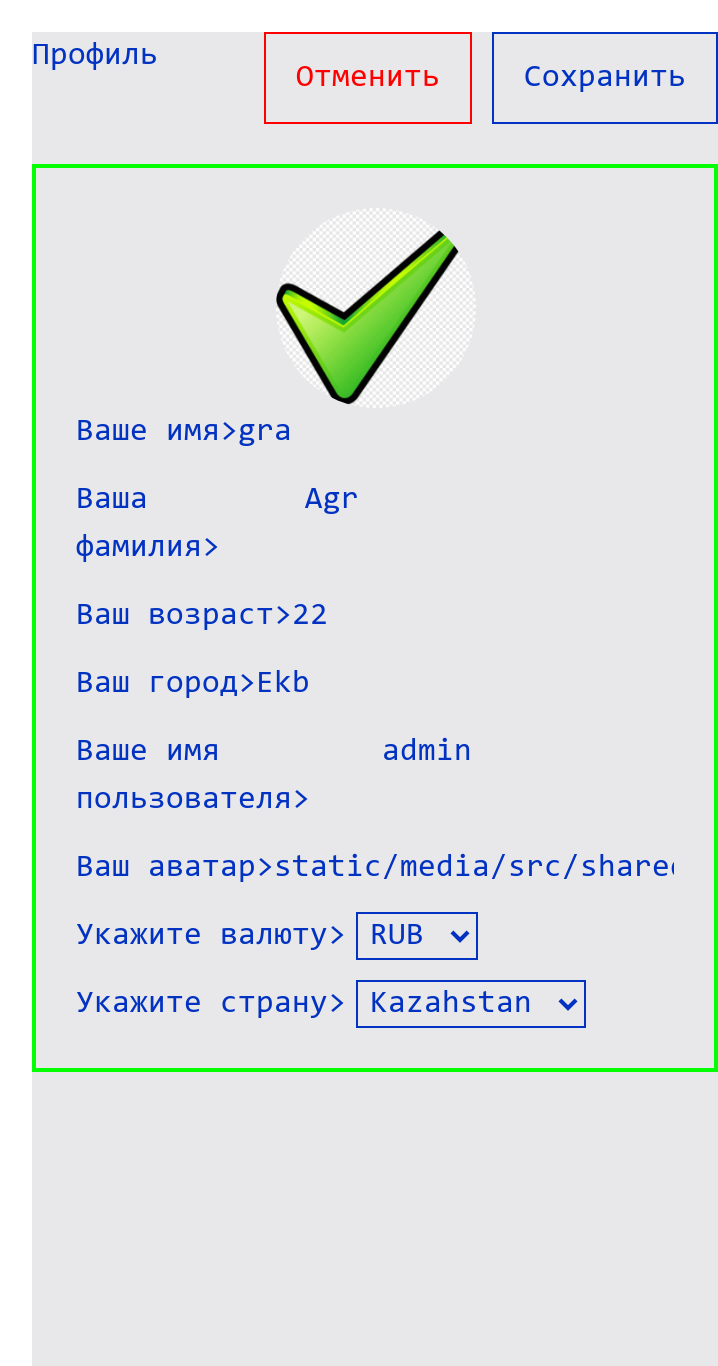 Профиль Отменить Сохранить
Ваше имя>gra
Ваша Agr
фамилия>
Ваш возраст>22
Ваш город>Ekb
Ваше имя admin
пользователя>
Ваш аватар>static/media/src/share
Укажите валюту> RUB
Укажите страну> Kazahstan